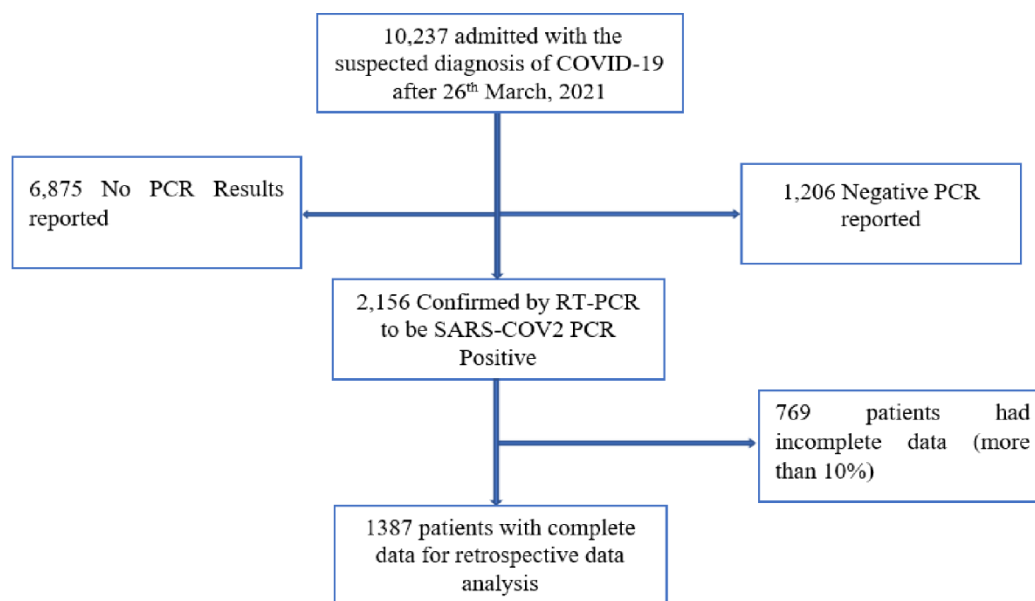 10,237 admitted with the
suspected diagnosis of COVID-19
after 26th March, 2021
6,875 No PCR Results
reported
1,206 Negative PCR
reported
2,156 Confirmed by RT-PCR
to be SARS-COV2 PCR
Positive
769 patients had
incomplete data (more
than 10%)
1387 patients with complete
data for retrospective data
analysis